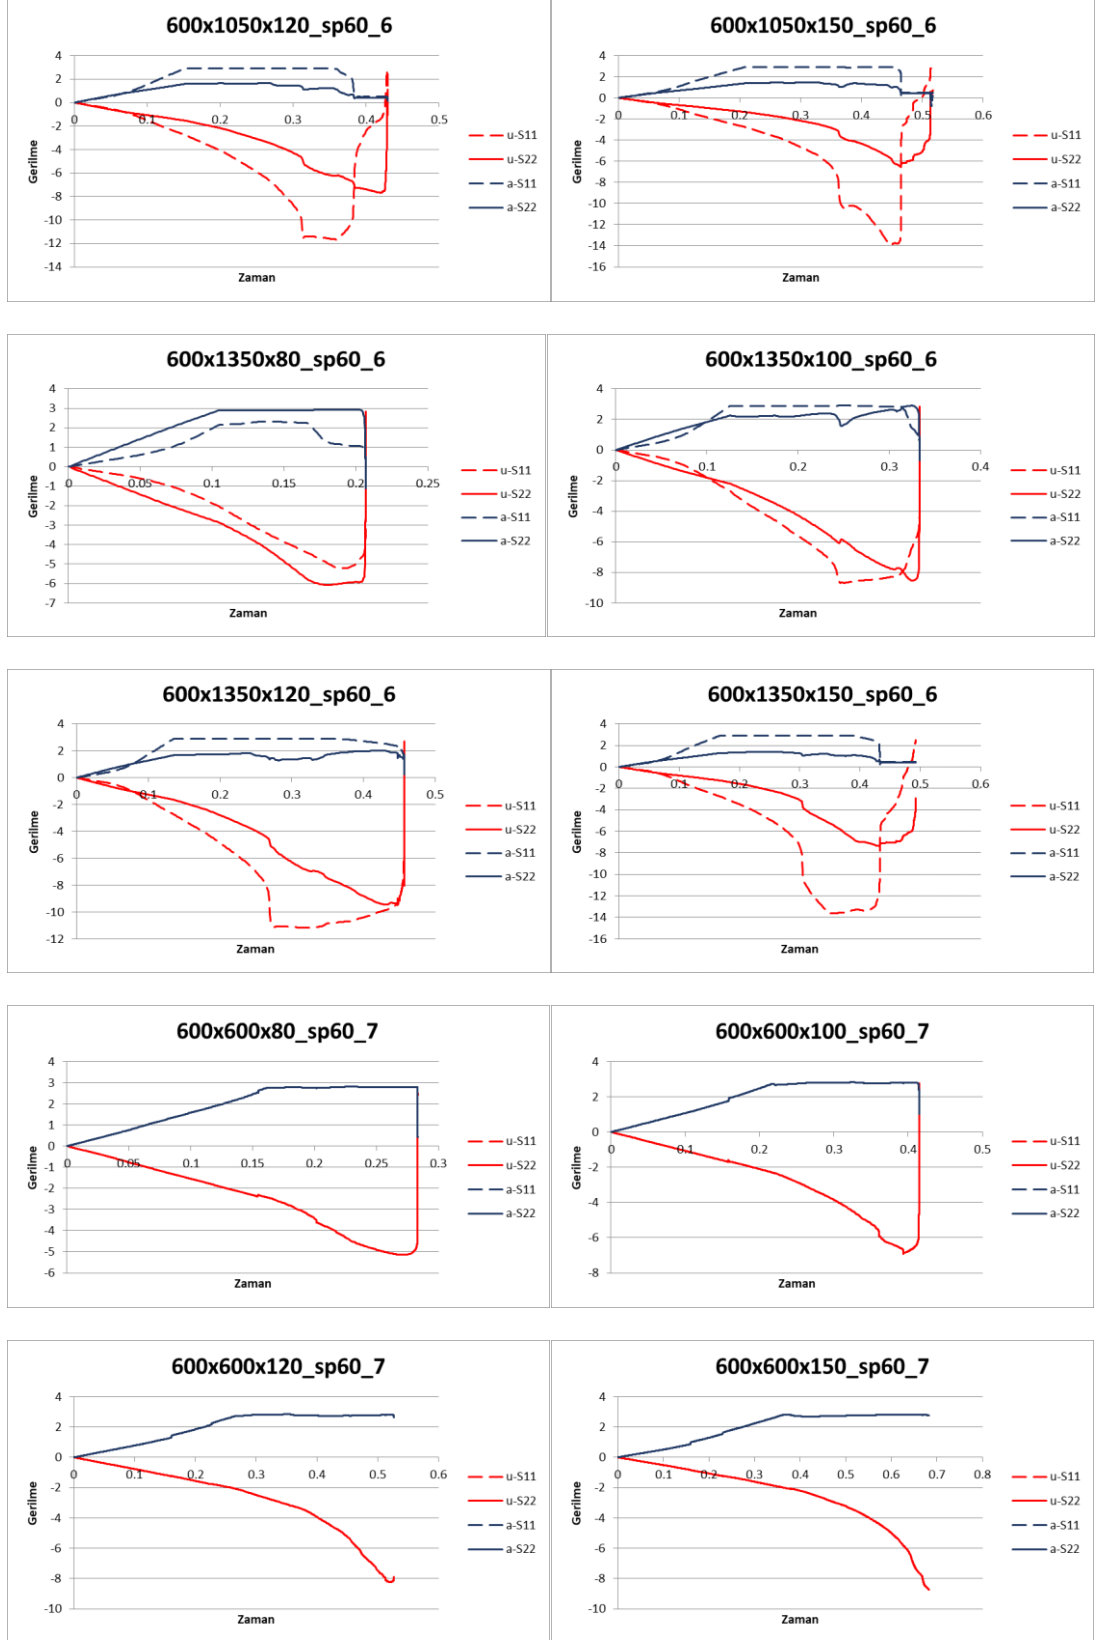 600x1050x120_sp60_6
4
2
0
-2
-4
-6
-8
-10
-12
-14
0 0.1 0.2 0.3 0.4 0.5
Gerilme
Zaman
u-S11
u-S22
a-S11
a-S22
600x1050x150_sp60_6
4
2
0
-2
-4
-6
-8
-10
-12
-14
-16
0 0.1 0.2 0.3 0.4 0.5 0.6
Gerilme
Zaman
u-S11
u-S22
a-S11
a-S22
600x1350x80_sp60_6
4
3
2
1
0
-1
-2
-3
-4
-5
-6
-7
0 0.05 0.1 0.15 0.2 0.25
Gerilme
Zaman
u-S11
u-S22
a-S11
a-S22
600x1350x100_sp60_6
4
2
0
-2
-4
-6
-8
-10
0 0.1 0.2 0.3 0.4
Gerilme
Zaman
u-S11
u-S22
a-S11
a-S22
600x1350x120_sp60_6
4
2
0
-2
-4
-6
-8
-10
-12
0 0.1 0.2 0.3 0.4 0.5
Gerilme
Zaman
u-S11
u-S22
a-S11
a-S22
600x1350x150_sp60_6
4
2
0
-2
-4
-6
-8
-10
-12
-14
-16
0 0.1 0.2 0.3 0.4 0.5 0.6
Gerilme
Zaman
u-S11
u-S22
a-S11
a-S22
600x600x80_sp60_7
4
3
2
1
0
-1
-2
-3
-4
-5
-6
0 0.05 0.1 0.15 0.2 0.25 0.3
Gerilme
Zaman
u-S11
u-S22
a-S11
a-S22
600x600x100_sp60_7
4
2
0
-2
-4
-6
-8
0 0.1 0.2 0.3 0.4 0.5
Gerilme
Zaman
u-S11
u-S22
a-S11
a-S22
600x600x120_sp60_7
4
2
0
-2
-4
-6
-8
-10
0 0.1 0.2 0.3 0.4 0.5 0.6
Gerilme
Zaman
u-S11
u-S22
a-S11
a-S22
600x600x150_sp60_7
4
2
0
-2
-4
-6
-8
-10
0 0.1 0.2 0.3 0.4 0.5 0.6 0.7 0.8
Gerilme
Zaman
u-S11
u-S22
a-S11
a-S22